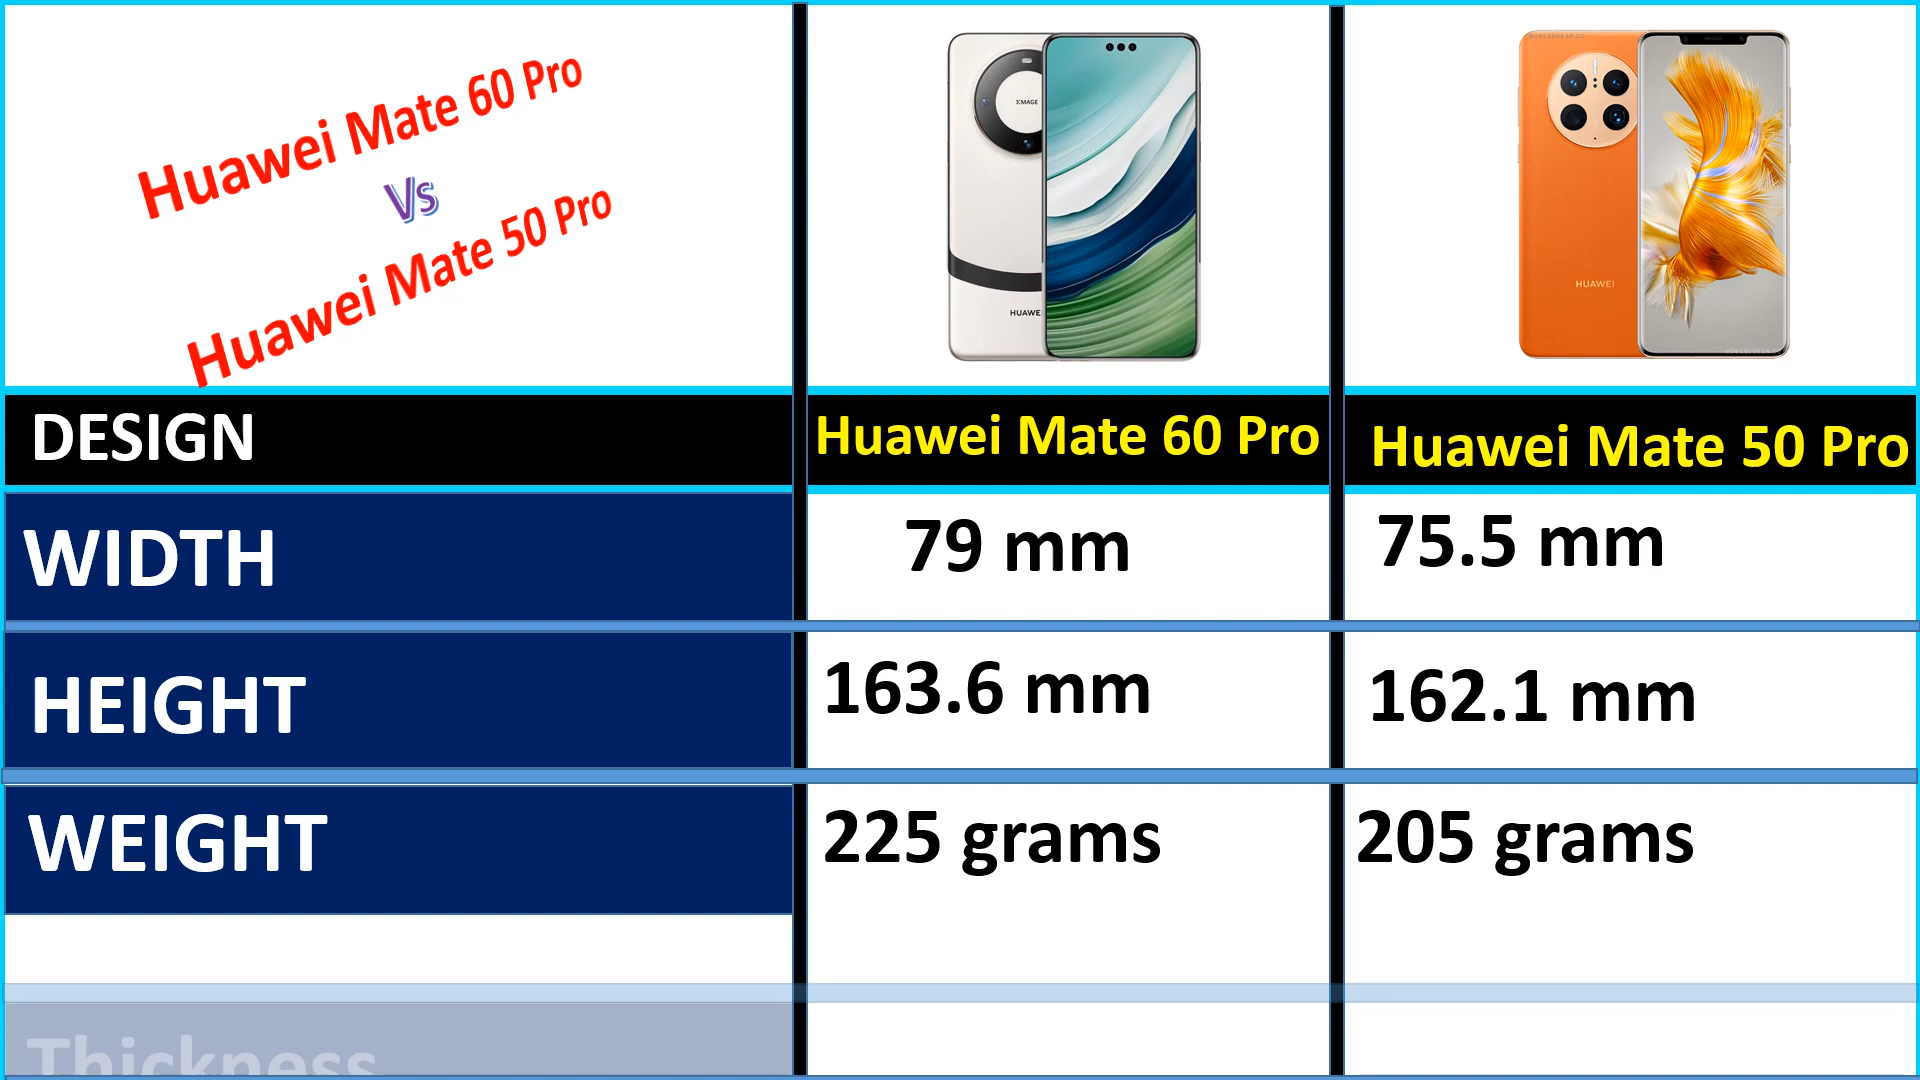 Huawei Mate 60 Pro
Vs
Huawei Mate 50 Pro
XMAGE
HUAWE
HUAWEI
DESIGN
Huawei Mate 60 Pro
Huawei Mate 50 Pro
WIDTH
79 mm
75.5 mm
HEIGHT
163.6 mm
162.1 mm
WEIGHT
225 grams
205 grams
Thickness